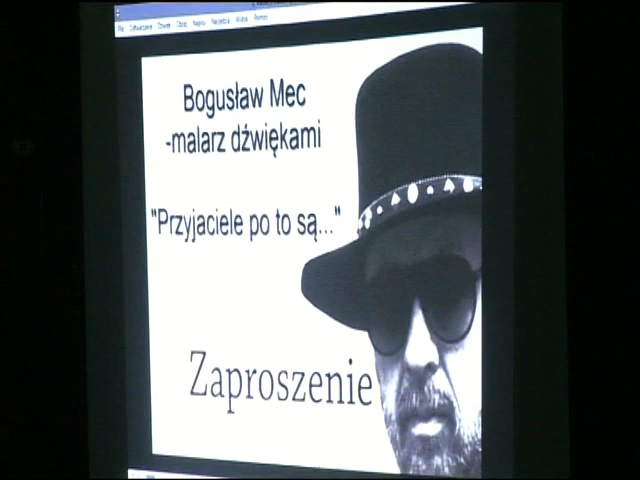 Bogusław Mec
-malarz dźwiękami
"Przyjaciele po to są..."
Zaproszenie